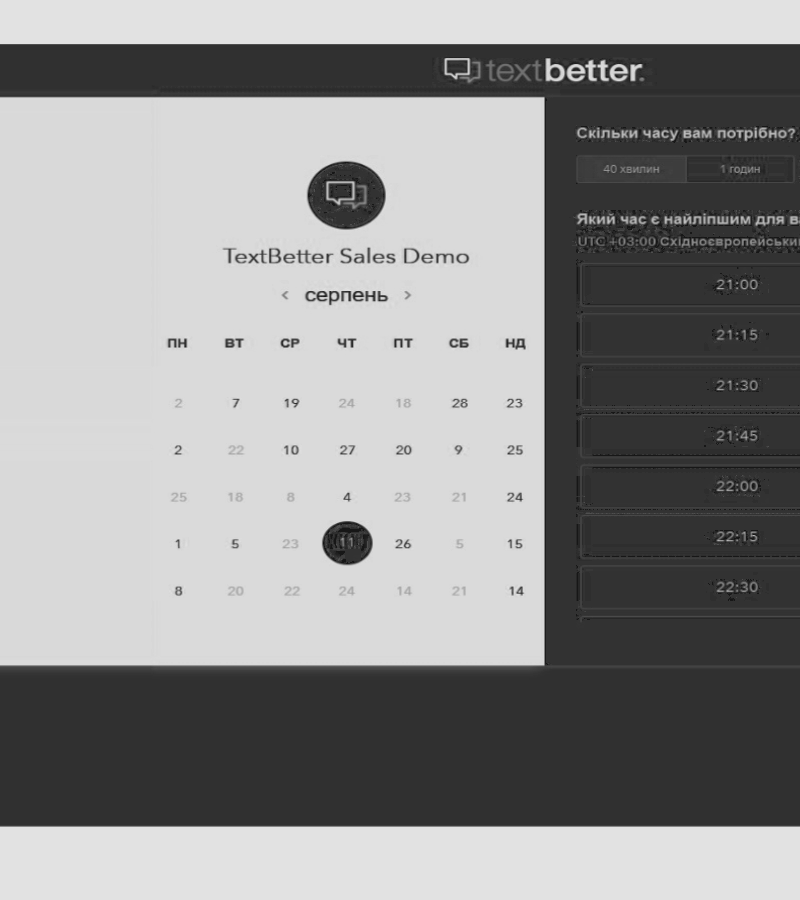 textbetter.
TextBetter Sales Demo
< серпень >
ПН ВТ СР ЧТ ПТ СБ НД
2 7 19 24 18 28 23
2 22 10 27 20 9 25
25 18 8 4 23 21 24
1 5 23 11 26 5 15
8 20 22 24 14 21 14
Скільки часу вам потрібно?
40 хвилин 1 годин
Який час є найліпшим для
UTC +03:00
21:00
21:15
21:30
21:45
22:00
22:15
22:30